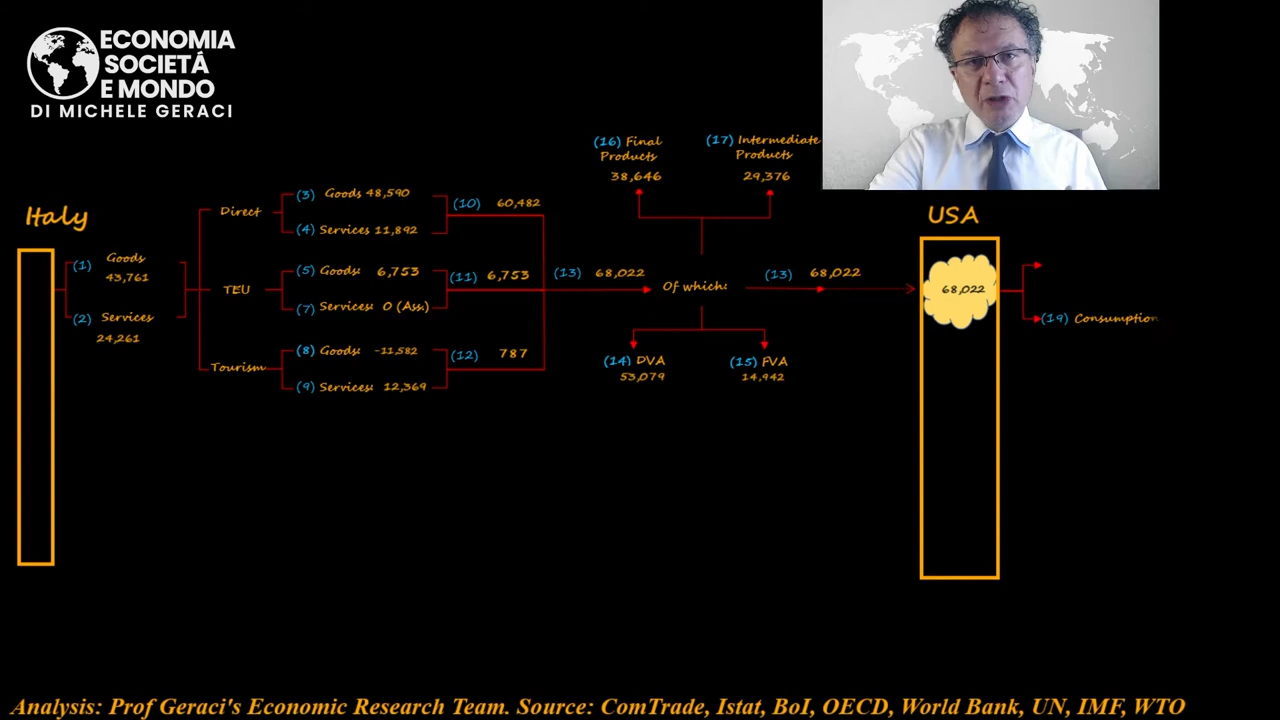 ECONOMIA
SOCIETÁ
E MONDO
DI MICHELE GERACI
(16) Final
Products
38,646
(17) Intermediate
Products
29,376
Italy
USA
(1) Goods
43,761
(2) Services
24,261
Direct
(3) Goods 48,590
(4) Services 11,892
(10) 60,482
TEU
(5) Goods: 6,753
(7) Services: 0 (Ass.)
(11) 6,753
Tourism
(8) Goods: -11,582
(9) Services: 12,369
(12) 787
(13) 68,022
Of which:
(13) 68,022
(14) DVA
53,079
(15) FVA
14,942
68,022
(19) Consumption
Analysis: Prof Geraci's Economic Research Team. Source: ComTrade, Istat, BoI, OECD, World Bank, UN, IMF, WTO